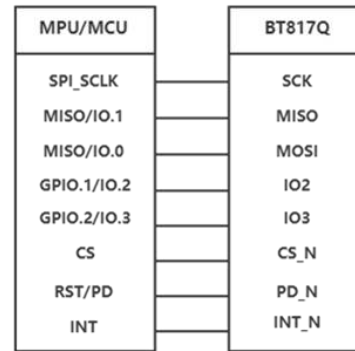 MPU/MCU BT817Q
SPI_SCLK SCK
MISO/IO.1 MISO
MISO/IO.0 MOSI
GPIO.1/IO.2 IO2
GPIO.2/IO.3 IO3
CS CS_N
RST/PD PD_N
INT INT_N